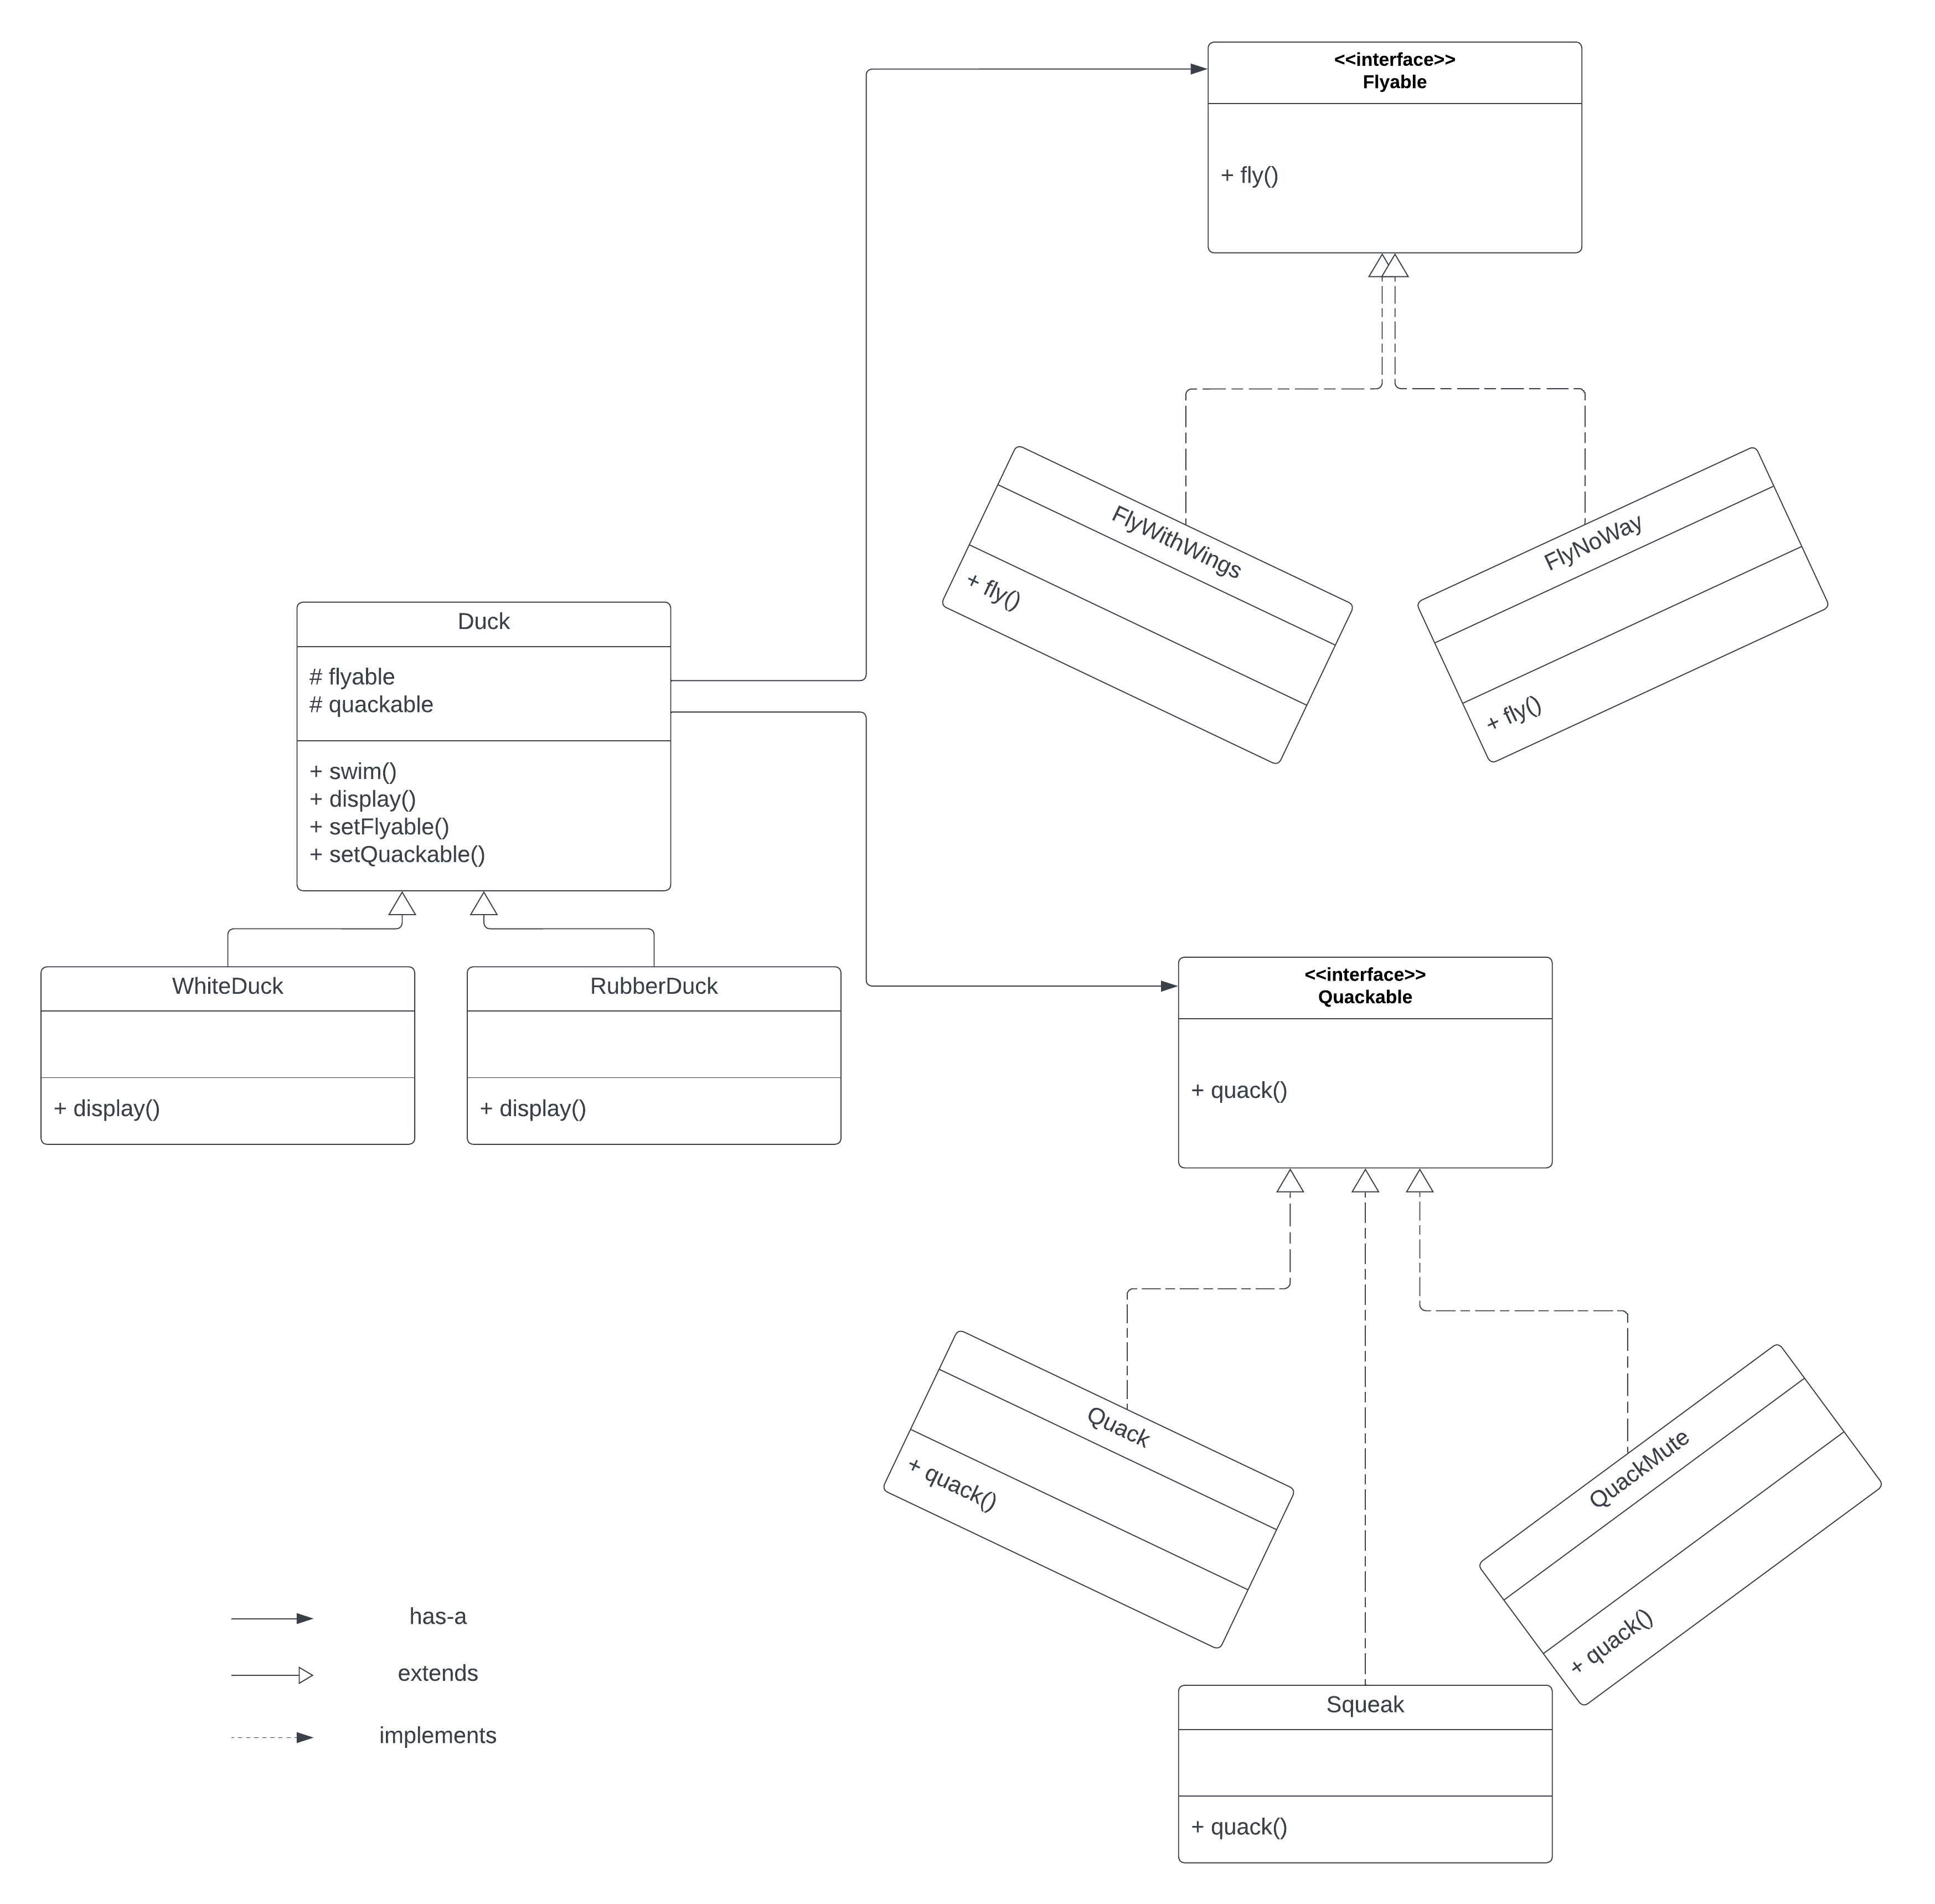 <<interface>>
Flyable
+ fly()
FlyWithWings
+ fly()
FlyNoWay
+ fly()
Duck
# flyable
# quackable
+ swim()
+ display()
+ setFlyable()
+ setQuackable()
WhiteDuck
+ display()
RubberDuck
+ display()
<<interface>>
Quackable
+ quack()
Quack
+ quack()
QuackMute
+ quack()
Squeak
+ quack()
has-a
extends
implements